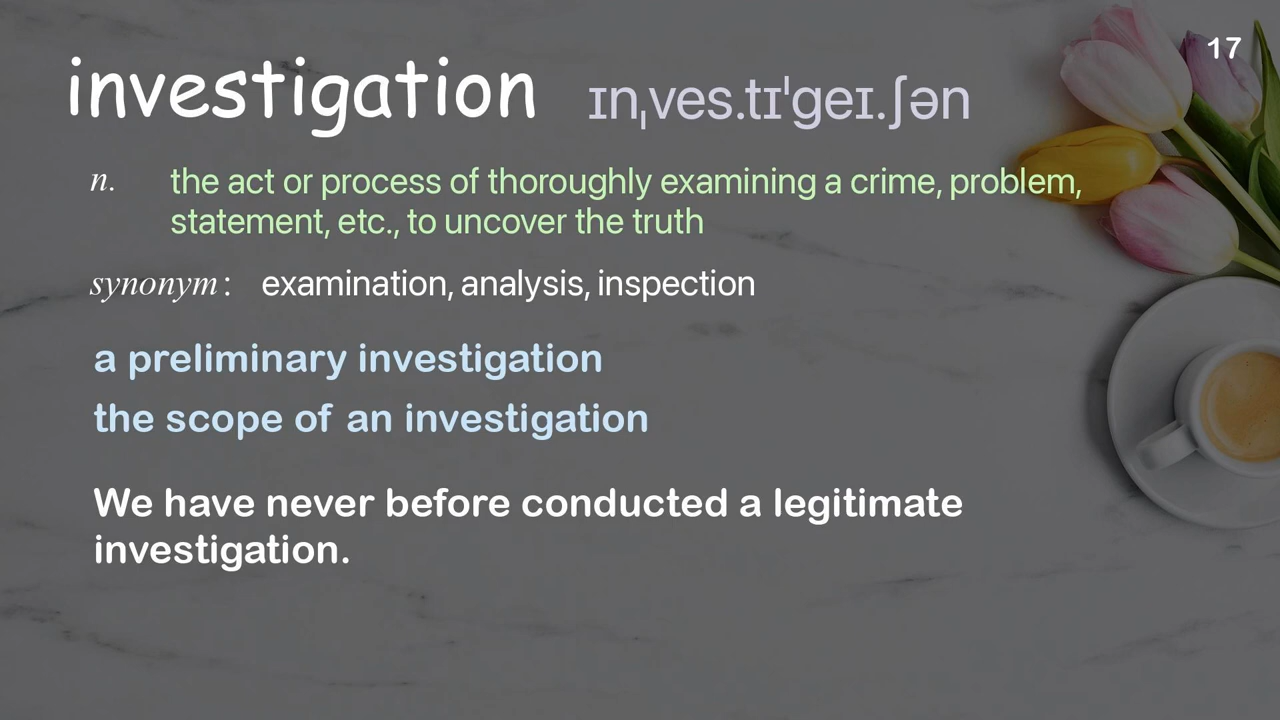 17
investigation ɪnˌves.tɪˈgeɪ.ʃən
n. the act or process of thoroughly examining a crime, problem,
statement, etc., to uncover the truth
synonym: examination, analysis, inspection
a preliminary investigation
the scope of an investigation
We have never before conducted a legitimate
investigation.